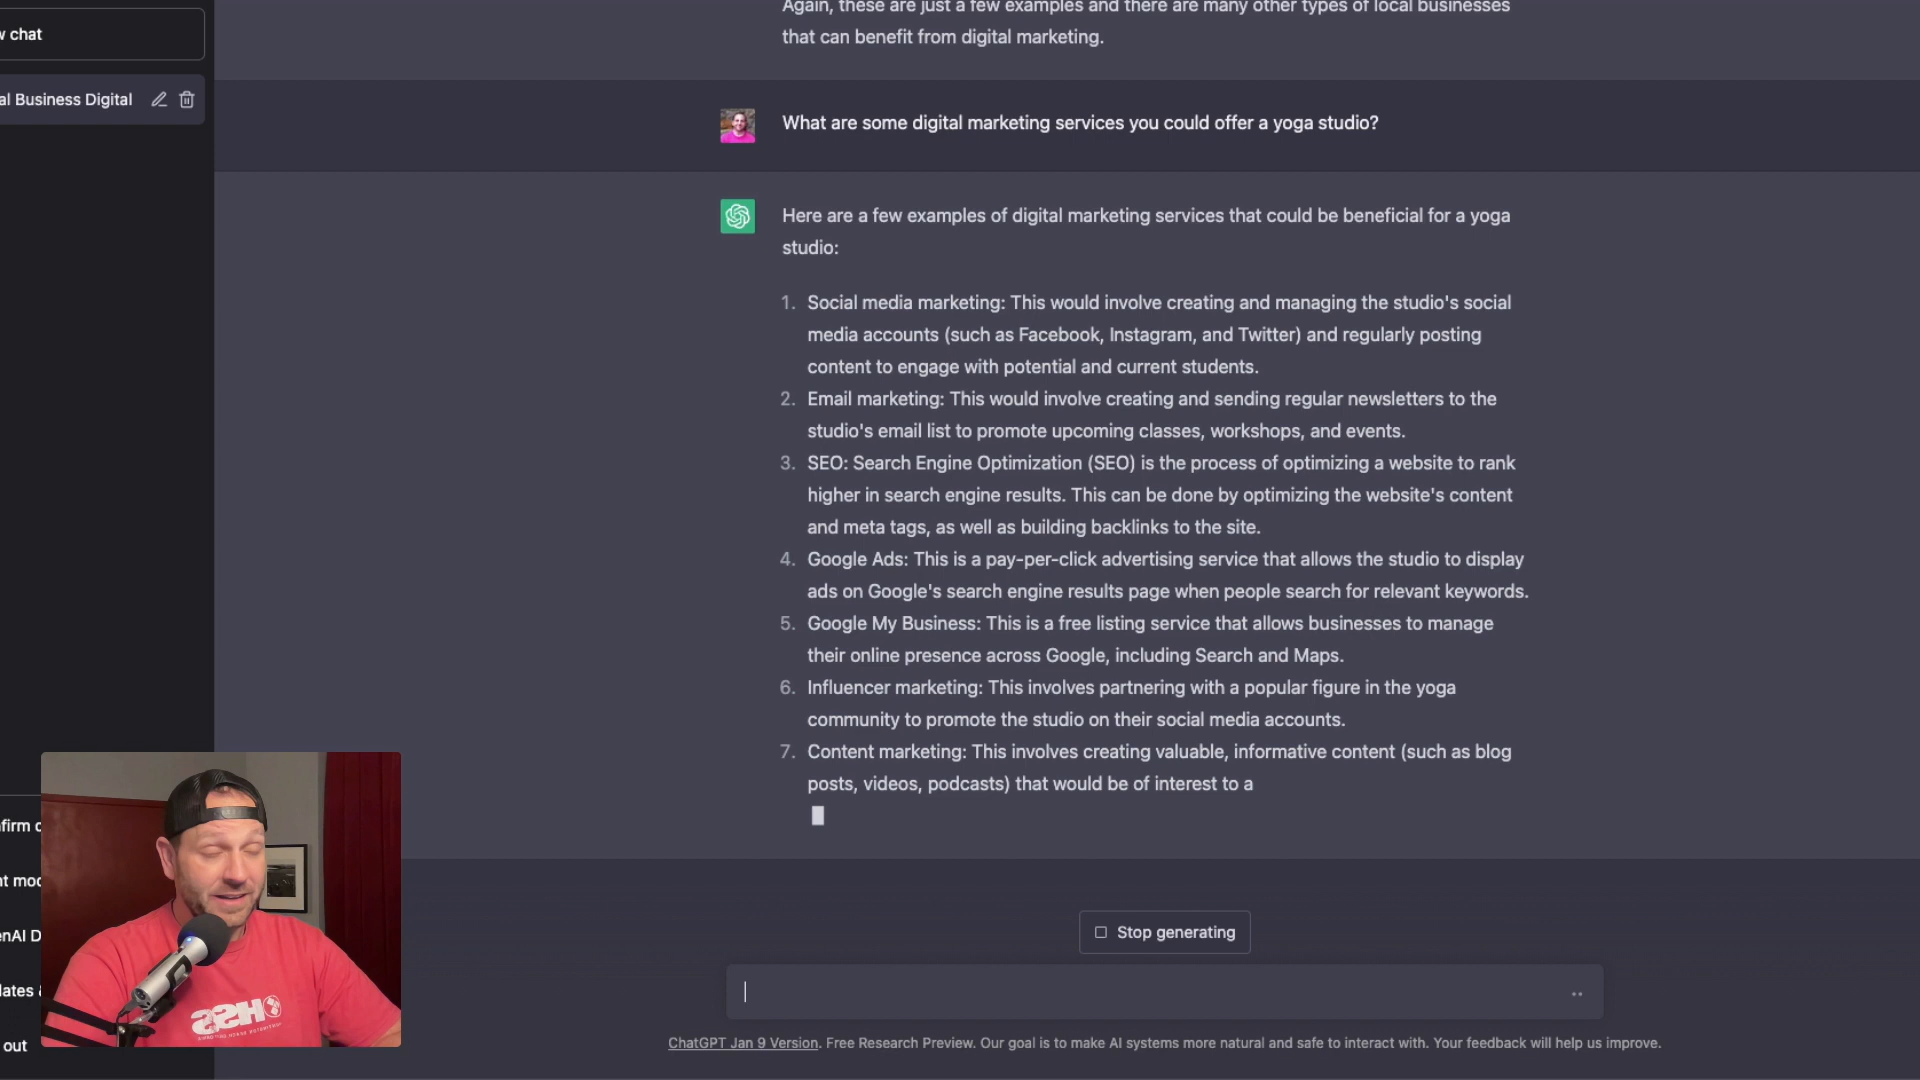 Again, these are just a few examples and there are many other types of local businesses
that can benefit from digital marketing.
w chat
al Business Digital
What are some digital marketing services you could offer a yoga studio?
Here are a few examples of digital marketing services that could be beneficial for a yoga
studio:
1. Social media marketing: This would involve creating and managing the studio's social
media accounts (such as Facebook, Instagram, and Twitter) and regularly posting
content to engage with potential and current students.
2. Email marketing: This would involve creating and sending regular newsletters to the
studio's email list to promote upcoming classes, workshops, and events.
3. SEO: Search Engine Optimization (SEO) is the process of optimizing a website to rank
higher in search engine results. This can be done by optimizing the website's content
and meta tags, as well as building backlinks to the site.
4. Google Ads: This is a pay-per-click advertising service that allows the studio to display
ads on Google's search engine results page when people search for relevant keywords.
5. Google My Business: This is a free listing service that allows businesses to manage
their online presence across Google, including Search and Maps.
6. Influencer marketing: This involves partnering with a popular figure in the yoga
community to promote the studio on their social media accounts.
7. Content marketing: This involves creating valuable, informative content (such as blog
posts, videos, podcasts) that would be of interest to a
nfirm c
nt mod
enAI D
dates &
out
Stop generating
ChatGPT Jan 9 Version. Free Research Preview. Our goal is to make AI systems more natural and safe to interact with. Your feedback will help us improve.